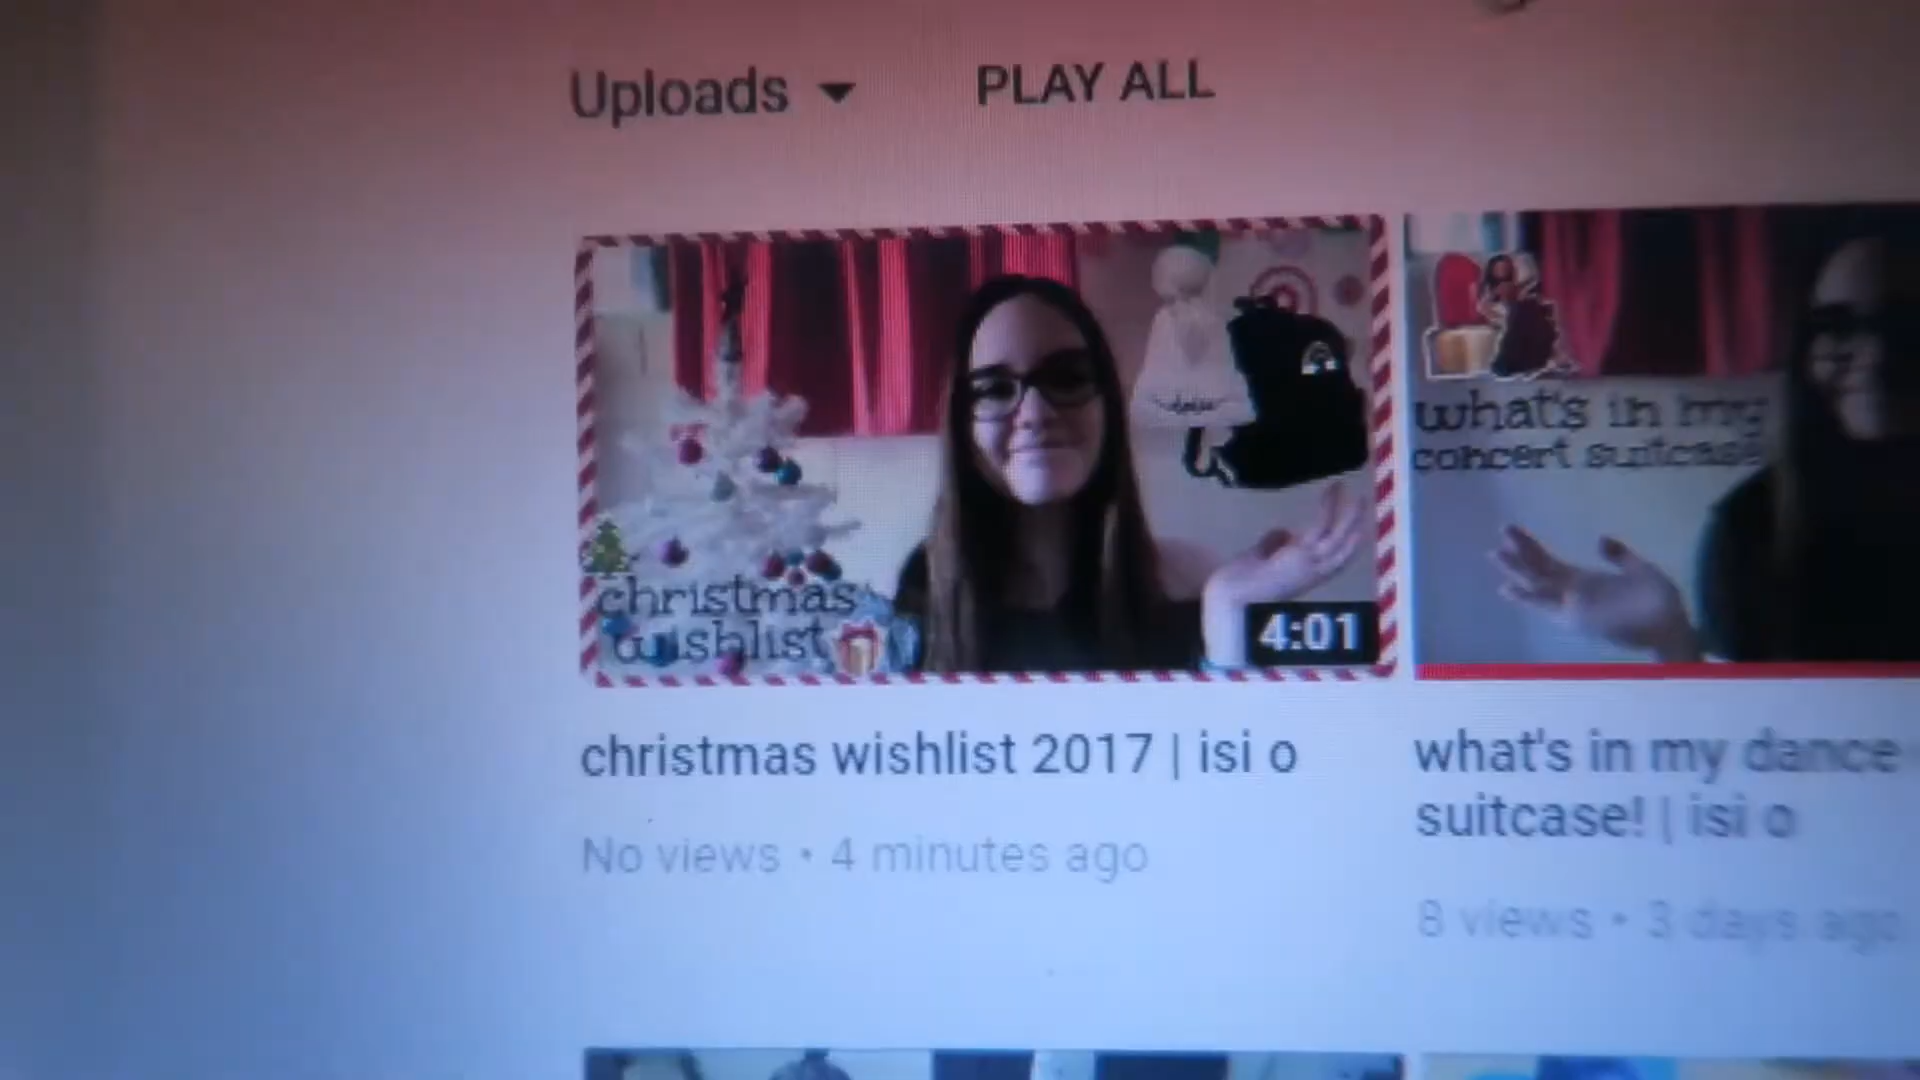 Uploads PLAY ALL
christmas
wishlist
4:01
what's in my
concert suitcase
christmas wishlist 2017 | isi o
No views • 4 minutes ago
what's in my dance
suitcase! | isi o
8 views • 3 days ago